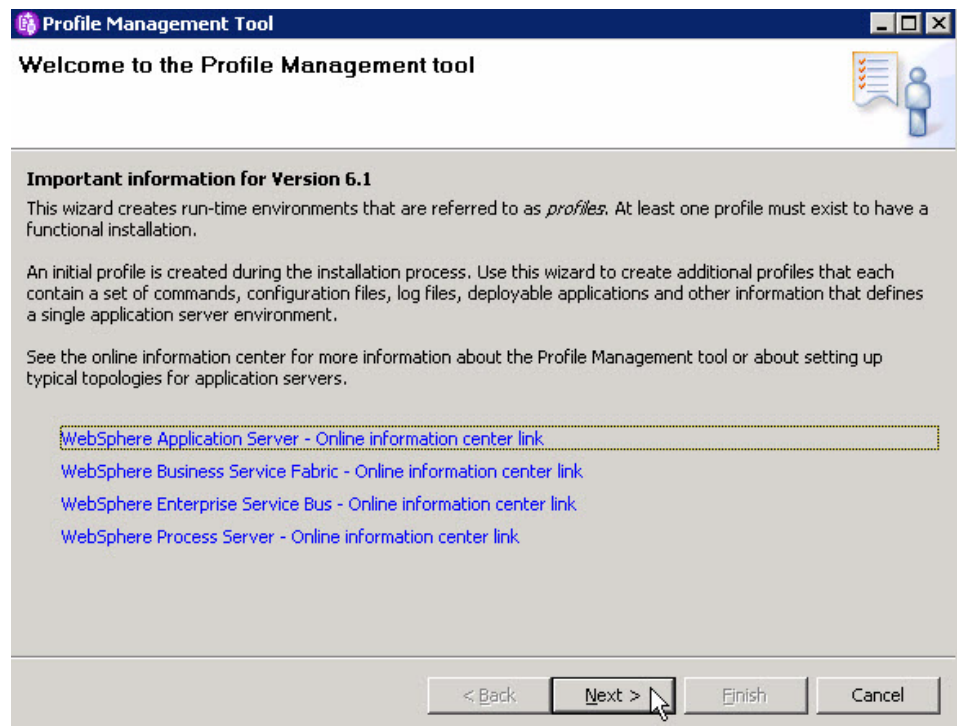 Profile Management Tool
Welcome to the Profile Management tool
Important information for Version 6.1
This wizard creates run-time environments that are referred to as profiles. At least one profile must exist to have a
functional installation.
An initial profile is created during the installation process. Use this wizard to create additional profiles that each
contain a set of commands, configuration files, log files, deployable applications and other information that defines
a single application server environment.
See the online information center for more information about the Profile Management tool or about setting up
typical topologies for application servers.
WebSphere Application Server - Online information center link
WebSphere Business Service Fabric - Online information center link
WebSphere Enterprise Service Bus - Online information center link
WebSphere Process Server - Online information center link
< Back Next > Finish Cancel